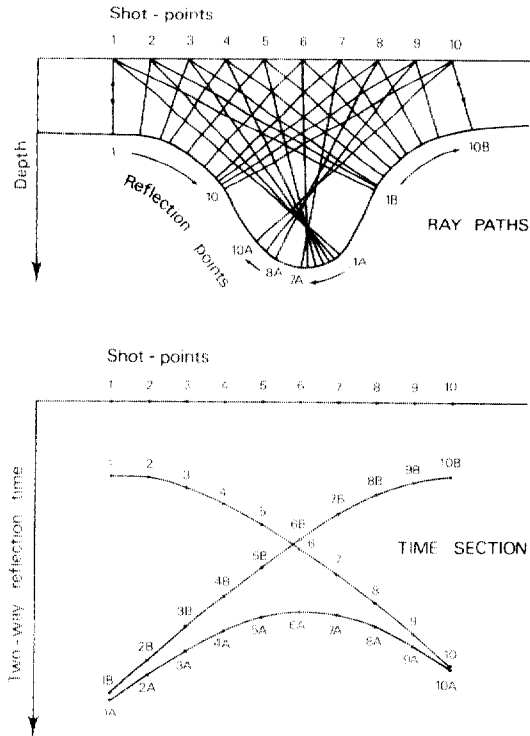 Shot - points
1 2 3 4 5 6 7 8 9 10
Depth
1
10
1B
10B
Reflection points
10A
8A
7A
1A
RAY PATHS
Shot - points
1 2 3 4 5 6 7 8 9 10
Two-way reflection time
1 2 3 4 5 6 7 8 9 10
1B 2B 3B 4B 5B 6B 7B 8B 9B 10B
TIME SECTION
1A 2A 3A 4A 5A 6A 7A 8A 9A 10A